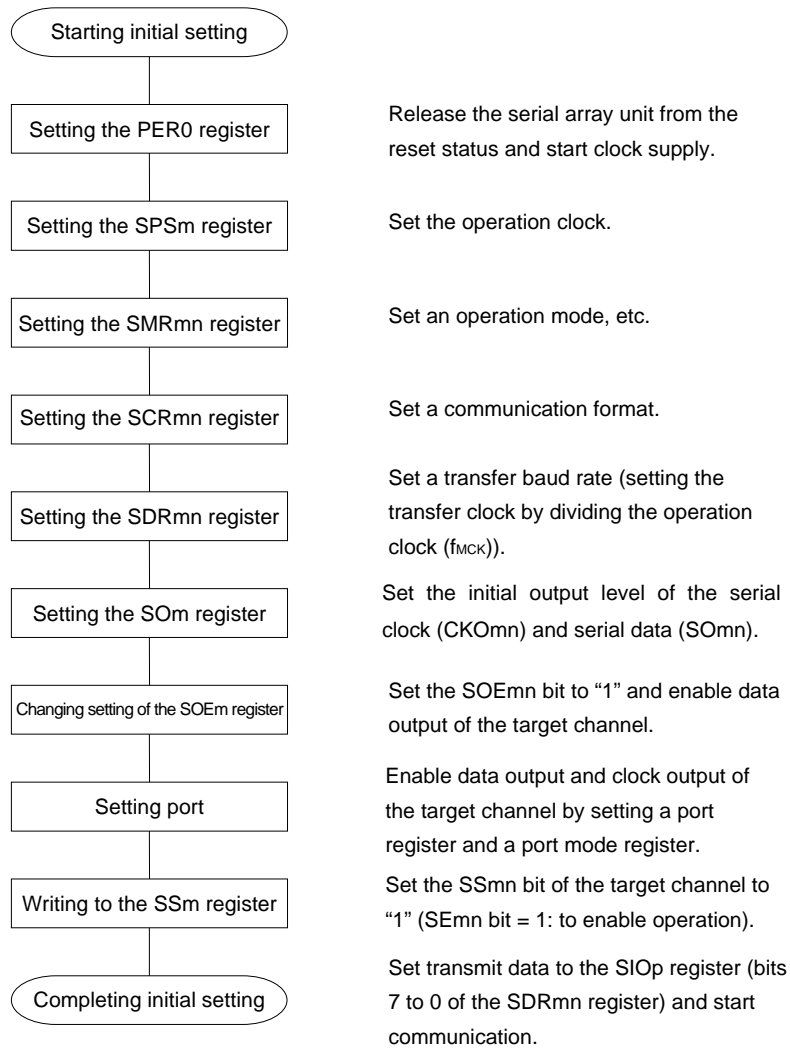 Starting initial setting
Setting the PER0 register
Release the serial array unit from the
reset status and start clock supply.
Setting the SPSm register
Set the operation clock.
Setting the SMRmn register
Set an operation mode, etc.
Setting the SCRmn register
Set a communication format.
Setting the SDRmn register
Set a transfer baud rate (setting the
transfer clock by dividing the operation
clock (fMCK)).
Setting the SOm register
Set the initial output level of the serial
clock (CKOmn) and serial data (SOmn).
Changing setting of the SOEm register
Set the SOEmn bit to “1” and enable data
output of the target channel.
Setting port
Enable data output and clock output of
the target channel by setting a port
register and a port mode register.
Writing to the SSm register
Set the SSmn bit of the target channel to
“1” (SEmn bit = 1: to enable operation).
Completing initial setting
Set transmit data to the SIOp register (bits
7 to 0 of the SDRmn register) and start
communication.